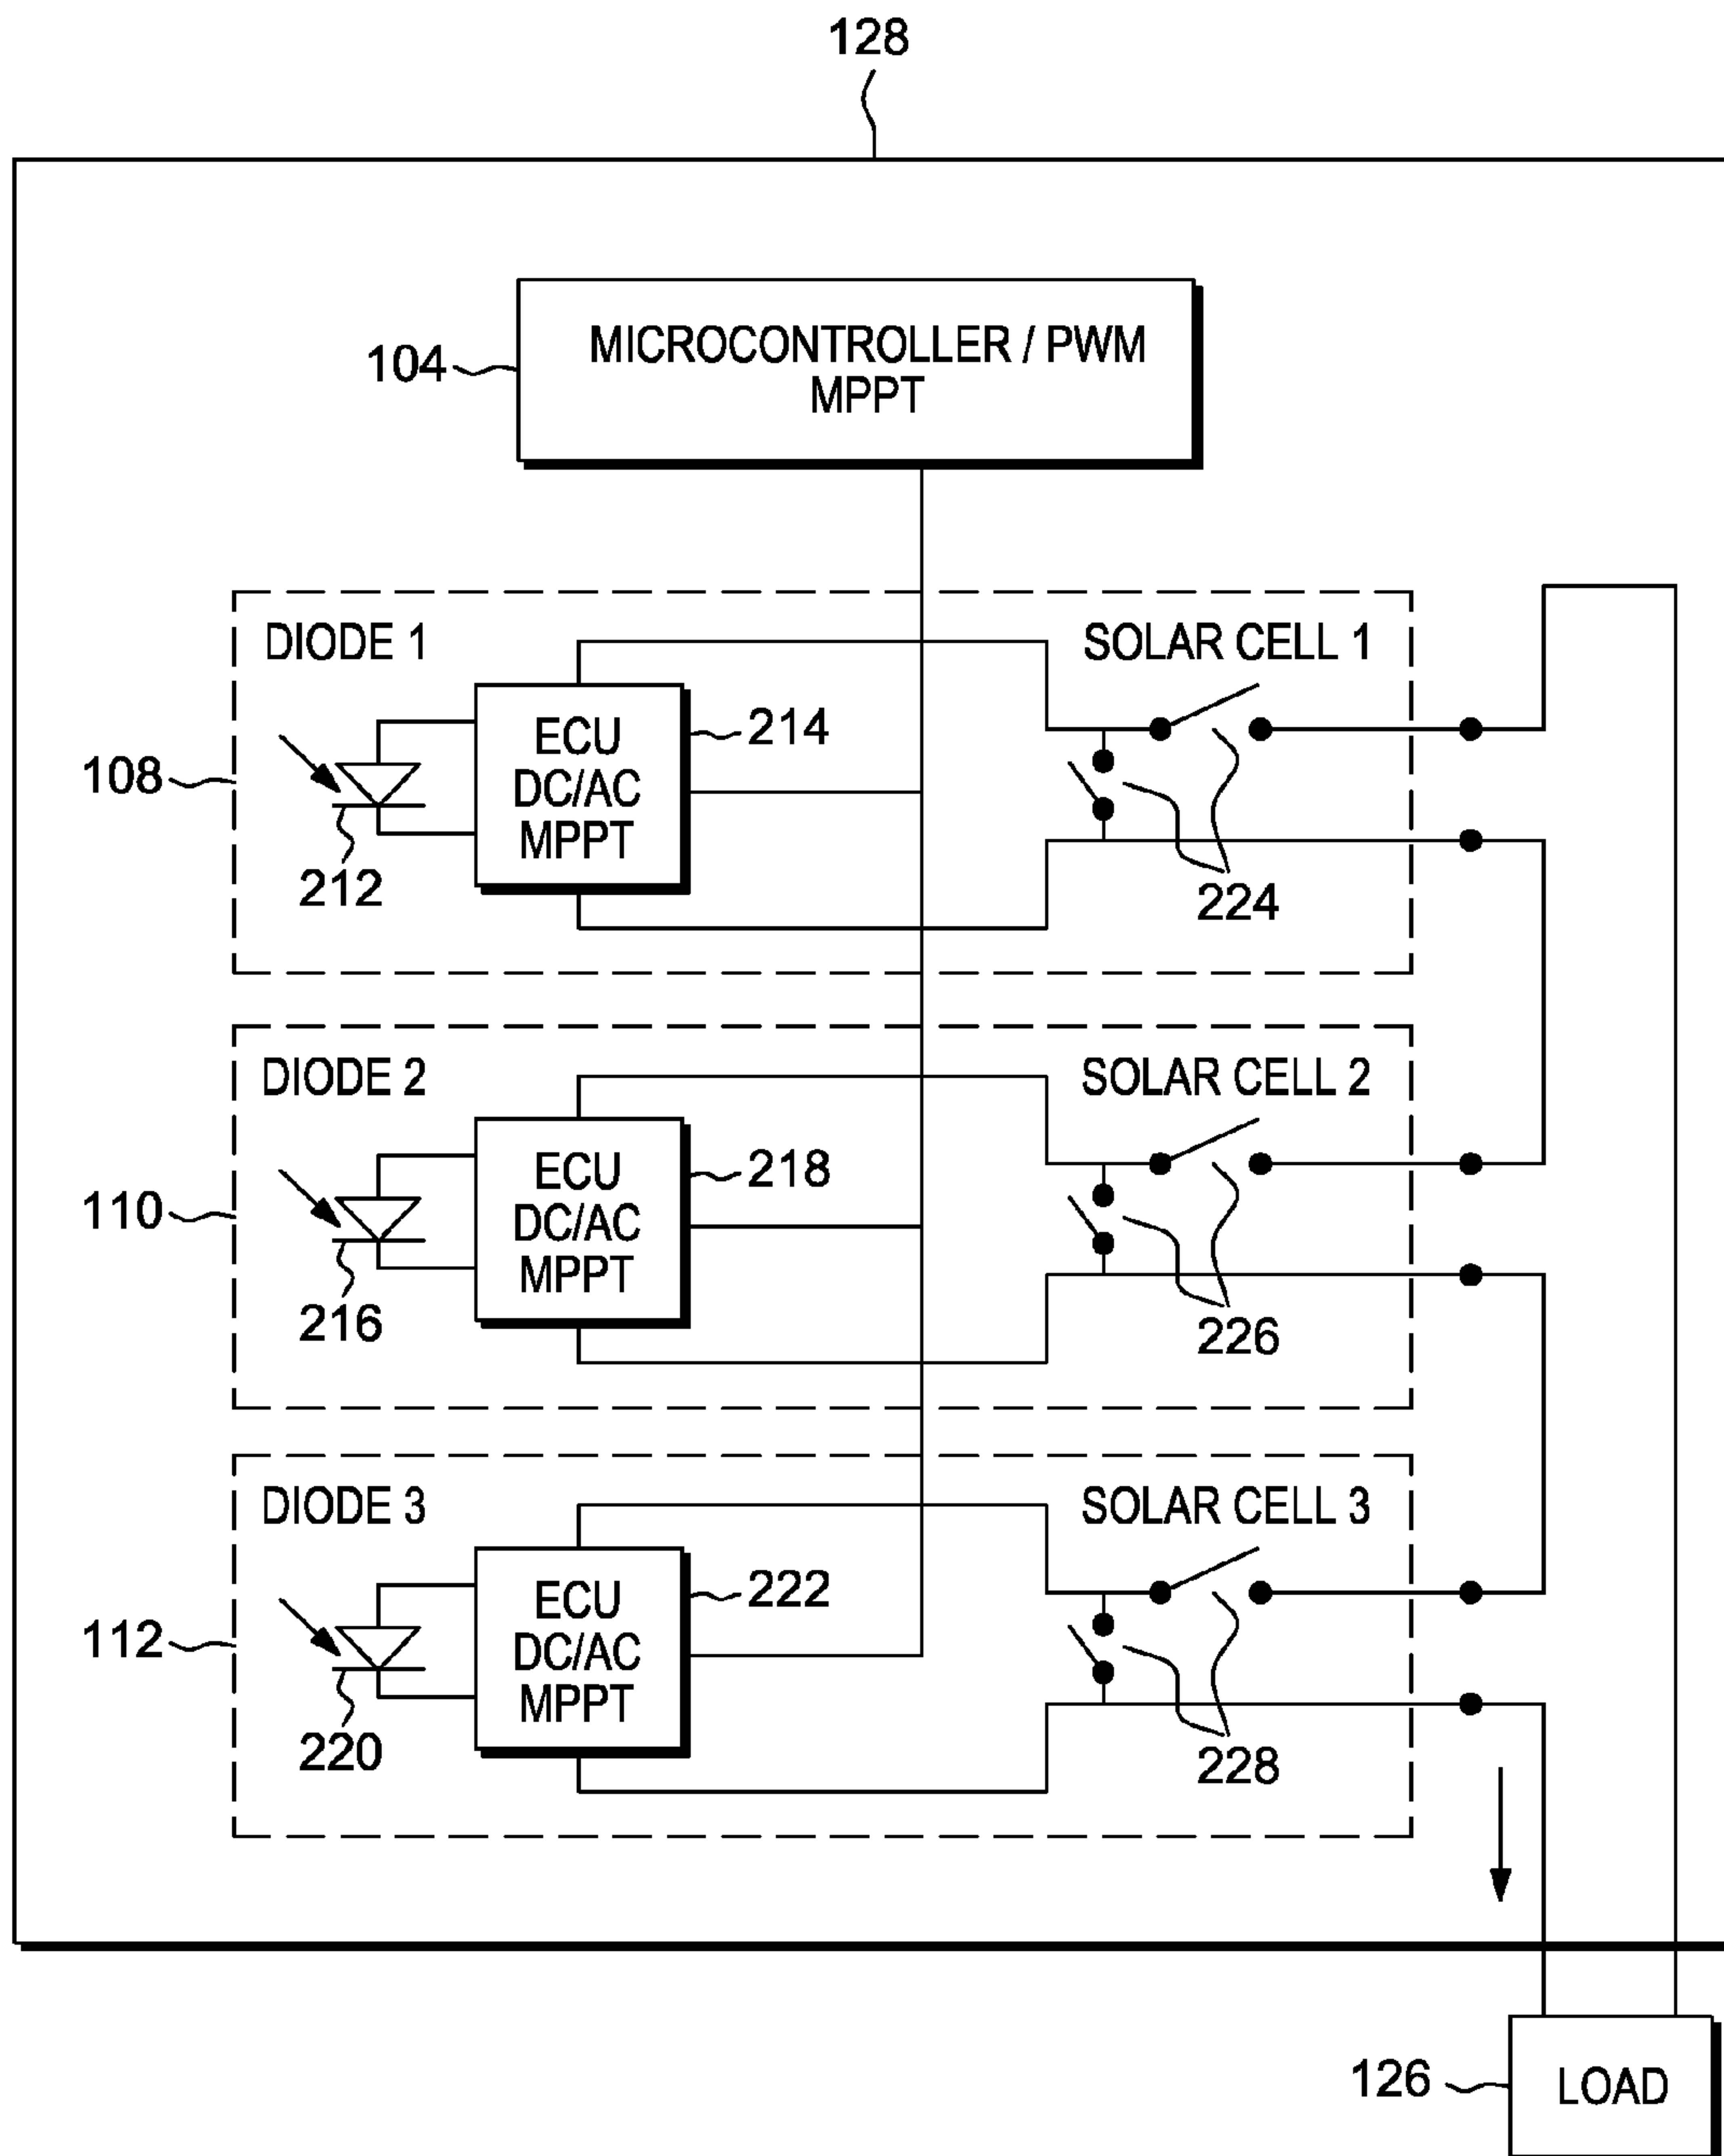 128
104
MICROCONTROLLER / PWM
MPPT
DIODE 1
SOLAR CELL 1
ECU
DC/AC
MPPT
214
108
212
224
DIODE 2
SOLAR CELL 2
ECU
DC/AC
MPPT
218
110
216
226
DIODE 3
SOLAR CELL 3
ECU
DC/AC
MPPT
222
112
220
228
126
LOAD